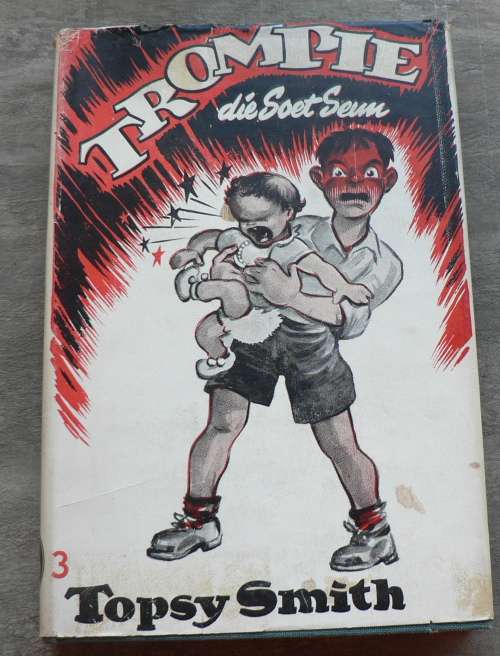 TROMPIE
die Soet Seun
3
Topsy Smith